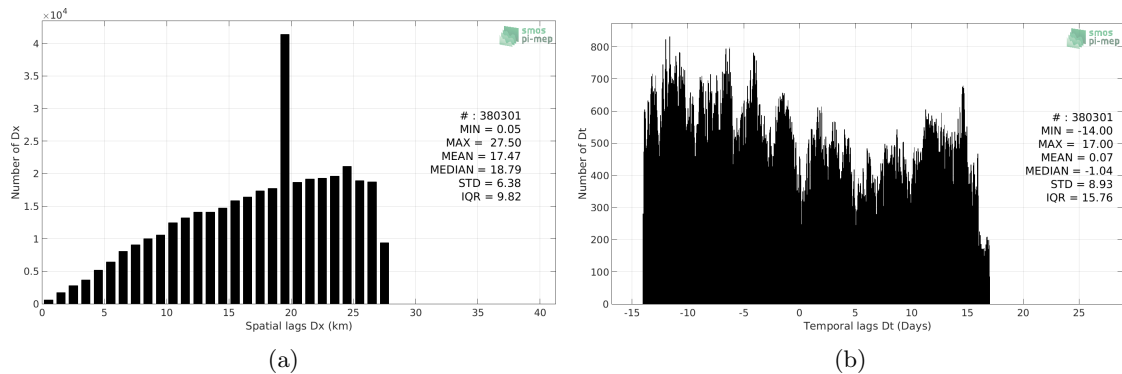 ×10⁴
4
3.5
3
2.5
2
1.5
1
0.5
0
Number of Dx
0 5 10 15 20 25 30 35 40
Spatial lags Dx (km)
smos
pi-mep
# : 380301
MIN = 0.05
MAX = 27.50
MEAN = 17.47
MEDIAN = 18.79
STD = 6.38
IQR = 9.82
(a)
800
700
600
500
400
300
200
100
0
Number of Dt
-15 -10 -5 0 5 10 15 20 25
Temporal lags Dt (Days)
smos
pi-mep
# : 380301
MIN = -14.00
MAX = 17.00
MEAN = 0.07
MEDIAN = -1.04
STD = 8.93
IQR = 15.76
(b)